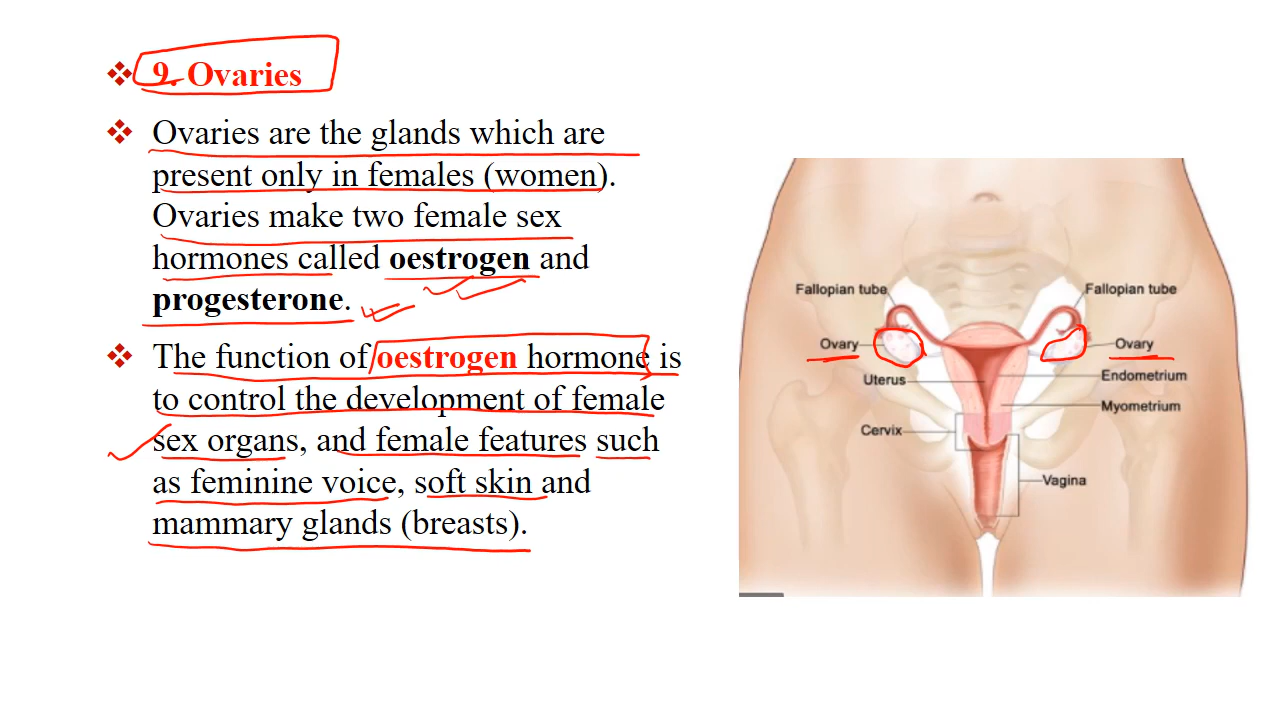 9. Ovaries
Ovaries are the glands which are
present only in females (women).
Ovaries make two female sex
hormones called oestrogen and
progesterone.
The function of oestrogen hormone is
to control the development of female
sex organs, and female features such
as feminine voice, soft skin and
mammary glands (breasts).
Fallopian tube
Fallopian tube
Ovary
Ovary
Uterus
Endometrium
Myometrium
Cervix
Vagina